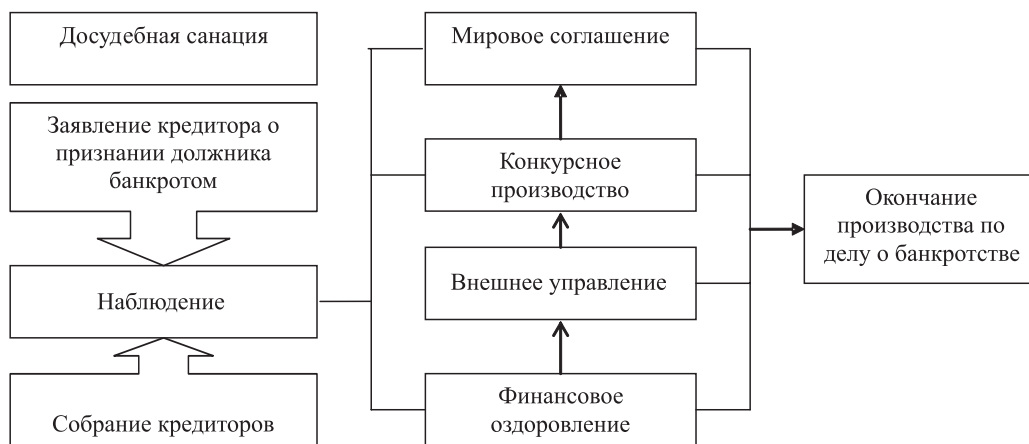 Досудебная санация
Заявление кредитора о
признании должника
банкротом
Наблюдение
Собрание кредиторов
Мировое соглашение
Конкурсное
производство
Внешнее управление
Финансовое
оздоровление
Окончание
производства по
делу о банкротстве